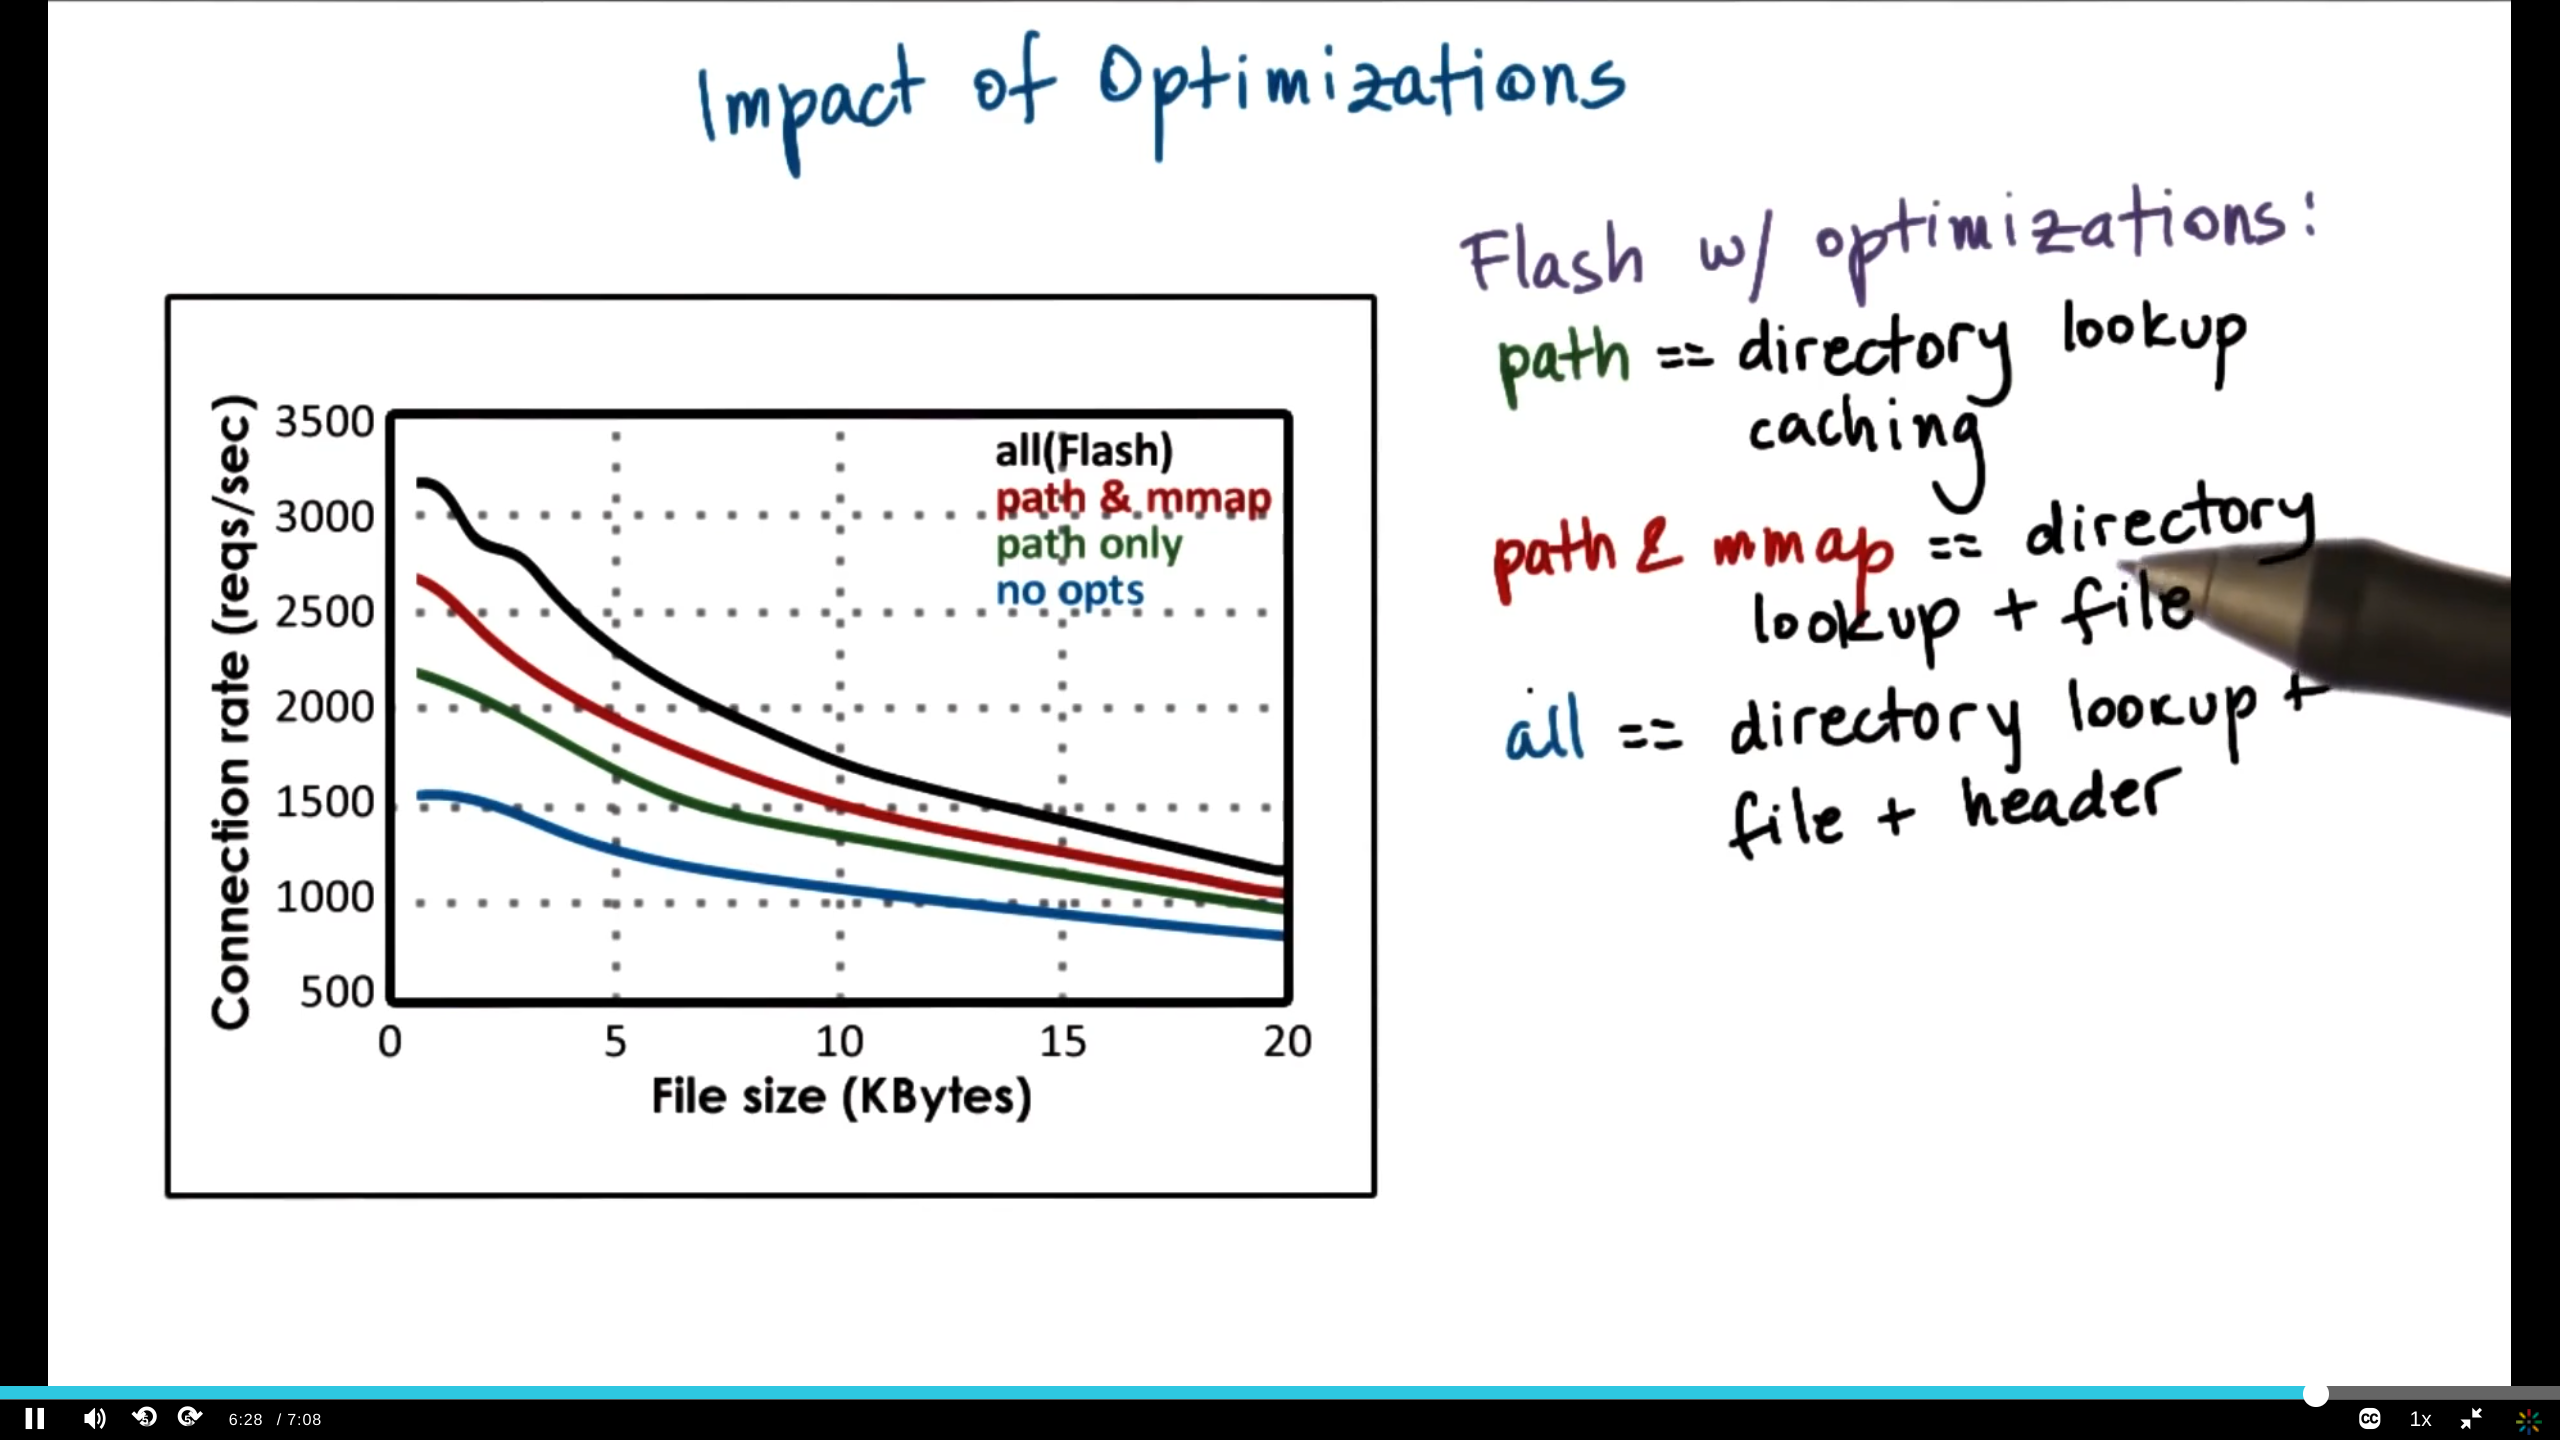 Impact of Optimizations
Flash w/ optimizations:
path == directory lookup
caching
path & mmap == directory
lookup + file
all == directory lookup +
file + header
Connection rate (reqs/sec)
3500
3000
2500
2000
1500
1000
500
all(Flash)
path & mmap
path only
no opts
0 5 10 15 20
File size (KBytes)
6:28 / 7:08
CC 1x